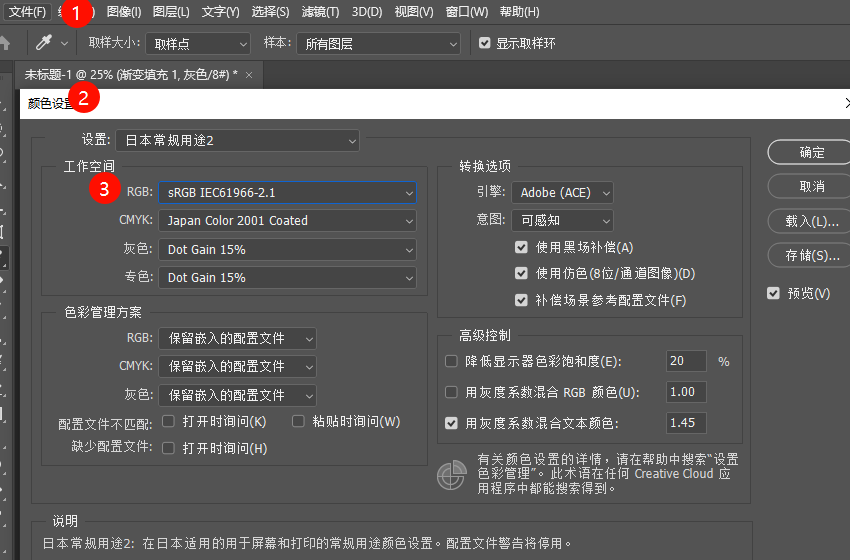 文件(F) 1 图像(I) 图层(L) 文字(Y) 选择(S) 滤镜(T) 3D(D) 视图(V) 窗口(W) 帮助(H)
取样大小: 取样点 样本: 所有图层 显示取样环
未标题-1 @ 25% (渐变填充 1, 灰色/8#) * ×
颜色设 2
设置: 日本常规用途2
工作空间
3 RGB: sRGB IEC61966-2.1
CMYK: Japan Color 2001 Coated
灰色: Dot Gain 15%
专色: Dot Gain 15%
色彩管理方案
RGB: 保留嵌入的配置文件
CMYK: 保留嵌入的配置文件
灰色: 保留嵌入的配置文件
配置文件不匹配: 打开时询问(K) 粘贴时询问(W)
缺少配置文件: 打开时询问(H)
转换选项
引擎: Adobe (ACE)
意图: 可感知
使用黑场补偿(A)
使用仿色(8位/通道图像)(D)
补偿场景参考配置文件(F)
高级控制
降低显示器色彩饱和度(E): 20 %
用灰度系数混合 RGB 颜色(U): 1.00
用灰度系数混合文本颜色: 1.45
有关颜色设置的详情，请在帮助中搜索“设置
色彩管理”。此术语在任何 Creative Cloud 应
用程序中都能搜索得到。
确定
取消
载入(L)...
存储(S)...
预览(V)
说明
日本常规用途2: 在日本适用的用于屏幕和打印的常规用途颜色设置。配置文件警告将停用。